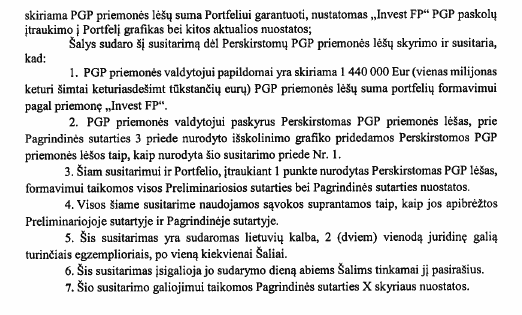 skiriama PGP priemonės lėšų suma Portfeliui garantuoti, nustatomas „Invest FP“ PGP paskolų
įtraukimo į Portfelį grafikas bei kitos aktualios nuostatos;
Šalys sudaro šį susitarimą dėl Perskirstomų PGP priemonės lėšų skyrimo ir susitaria,
kad:
1. PGP priemonės valdytojui papildomai yra skiriama 1 440 000 Eur (vienas milijonas
keturi šimtai keturiasdešimt tūkstančių eurų) PGP priemonės lėšų suma portfelių formavimui
pagal priemonę „Invest FP“.
2. PGP priemonės valdytojui paskyrus Perskirstomas PGP priemonės lėšas, prie
Pagrindinės sutarties 3 priede nurodyto išskolinimo grafiko pridedamos Perskirstomos PGP
priemonės lėšos taip, kaip nurodyta šio susitarimo priede Nr. 1.
3. Šiam susitarimui ir Portfelio, įtraukiant 1 punkte nurodytas Perskirstomas PGP lėšas,
formavimui taikomos visos Preliminariosios sutarties bei Pagrindinės sutarties nuostatos.
4. Visos šiame susitarime naudojamos sąvokos suprantamos taip, kaip jos apibrėžtos
Preliminariojoje sutartyje ir Pagrindinėje sutartyje.
5. Šis susitarimas yra sudaromas lietuvių kalba, 2 (dviem) vienodą juridinę galią
turinčiais egzemplioriais, po vieną kiekvienai Šaliai.
6. Šis susitarimas įsigalioja jo sudarymo dieną abiems Šalims tinkamai jį pasirašius.
7. Šio susitarimo galiojimui taikomos Pagrindinės sutarties X skyriaus nuostatos.